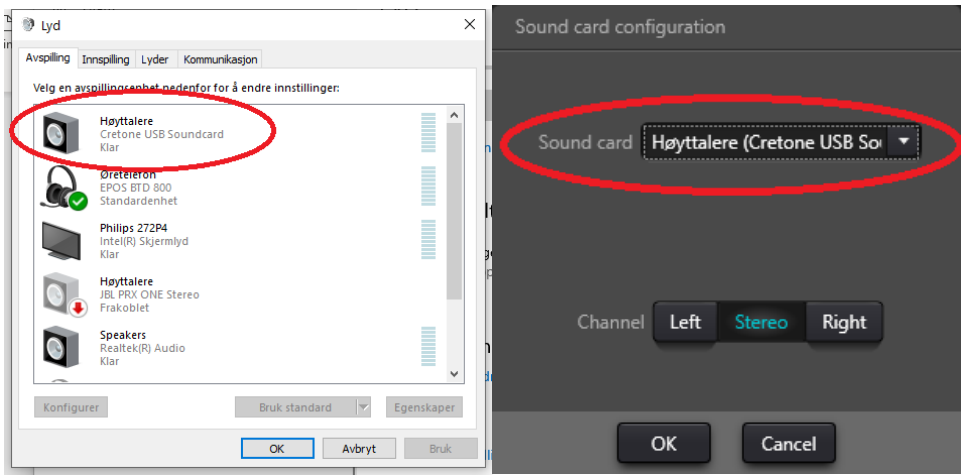 Lyd
Avspilling Innspilling Lyder Kommunikasjon
Velg en avspillingsenhet nedenfor for å endre innstillinger:
Høyttalere
Cretone USB Soundcard
Klar
Øretelefon
EPOS BTD 800
Standardenhet
Philips 272P4
Intel(R) Skjermlyd
Klar
Høyttalere
JBL PRX ONE Stereo
Frakoblet
Speakers
Realtek(R) Audio
Klar
Konfigurer Bruk standard Egenskaper
OK Avbryt Bruk
Sound card configuration
Sound card Høyttalere (Cretone USB So
Channel Left Stereo Right
OK Cancel